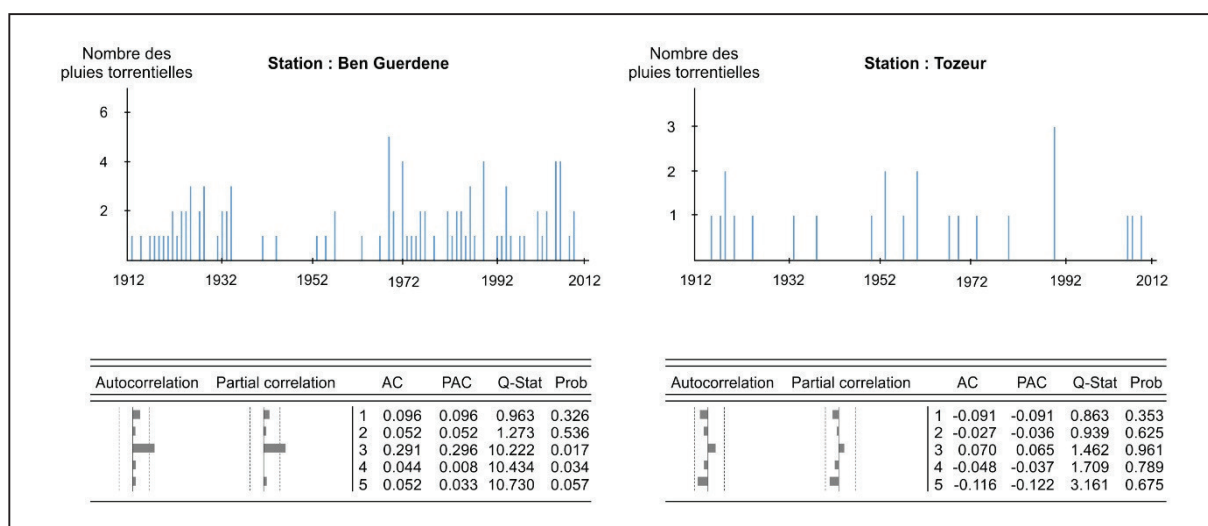 Nombre des
pluies torrentielles
Station : Ben Guerdene
6
4
2
1912 1932 1952 1972 1992 2012
Autocorrelation Partial correlation AC PAC Q-Stat Prob
1 0.096 0.096 0.963 0.326
2 0.052 0.052 1.273 0.536
3 0.291 0.296 10.222 0.017
4 0.044 0.008 10.434 0.034
5 0.052 0.033 10.730 0.057
Nombre des
pluies torrentielles
Station : Tozeur
3
2
1
1912 1932 1952 1972 1992 2012
Autocorrelation Partial correlation AC PAC Q-Stat Prob
1 -0.091 -0.091 0.863 0.353
2 -0.027 -0.036 0.939 0.625
3 0.070 0.065 1.462 0.961
4 -0.048 -0.037 1.709 0.789
5 -0.116 -0.122 3.161 0.675